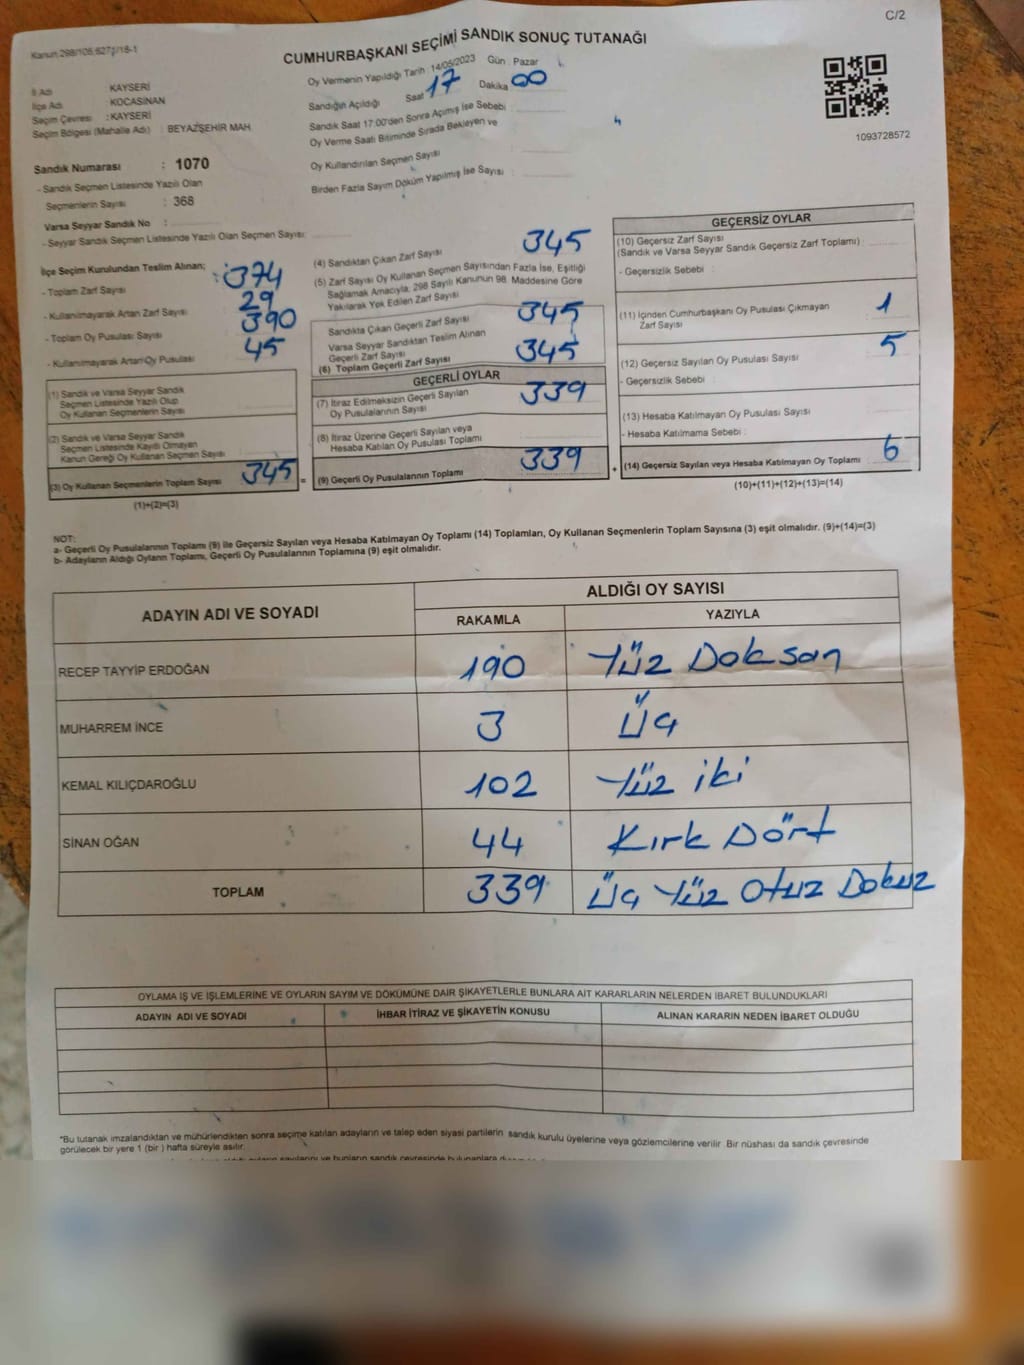 C/2
Kanun:298/105,627/18-1
CUMHURBAŞKANI SEÇİMİ SANDIK SONUÇ TUTANAĞI
İl Adı : KAYSERİ
İlçe Adı : KOCASİNAN
Seçim Çevresi : KAYSERİ
Seçim Bölgesi (Mahalle Adı) : BEYAZŞEHİR MAH
Oy Vermenin Yapıldığı Tarih : 14/05/2023 Gün : Pazar
Sandığın Açıldığı Saat 17 Dakika 00
Sandık Saat 17:00'den Sonra Açımış İse Sebebi :
Oy Verme Saati Bitiminde Sırada Bekleyen ve
Oy Kullandırılan Seçmen Sayısı :
Birden Fazla Sayım Döküm Yapılmış İse Sayısı :
1093728572
Sandık Numarası : 1070
- Sandık Seçmen Listesinde Yazılı Olan
Seçmenlerin Sayısı : 368
Varsa Seyyar Sandık No :
- Seyyar Sandık Seçmen Listesinde Yazılı Olan Seçmen Sayısı:
İlçe Seçim Kurulundan Teslim Alınan;
- Toplam Zarf Sayısı : 374
- Kullanılmayarak Artan Zarf Sayısı : 29
- Toplam Oy Pusulası Sayısı : 390
- Kullanılmayarak Artan Oy Pusulası : 45
(1) Sandık ve Varsa Seyyar Sandık
Seçmen Listesinde Yazılı Olup
Oy Kullanan Seçmenlerin Sayısı
(2) Sandık ve Varsa Seyyar Sandık
Seçmen Listesinde Kayıtlı Olmayan
Kanun Gereği Oy Kullanan Seçmen Sayısı
(3) Oy Kullanan Seçmenlerin Toplam Sayısı 345 =
(1)+(2)=(3)
(4) Sandıktan Çıkan Zarf Sayısı 345
(5) Zarf Sayısı Oy Kullanan Seçmen Sayısından Fazla İse, Eşitliği
Sağlamak Amacıyla, 298 Sayılı Kanunun 98. Maddesine Göre
Yakılarak Yok Edilen Zarf Sayısı
Sandıkta Çıkan Geçerli Zarf Sayısı 345
Varsa Seyyar Sandıktan Teslim Alınan
Geçerli Zarf Sayısı
(6) Toplam Geçerli Zarf Sayısı 345
GEÇERLİ OYLAR
(7) İtiraz Edilmeksizin Geçerli Sayılan
Oy Pusulalarının Sayısı 339
(8) İtiraz Üzerine Geçerli Sayılan veya
Hesaba Katılan Oy Pusulası Toplamı
(9) Geçerli Oy Pusulalarının Toplamı 339 +
GEÇERSİZ OYLAR
(10) Geçersiz Zarf Sayısı
(Sandık ve Varsa Seyyar Sandık Geçersiz Zarf Toplamı) :
- Geçersizlik Sebebi :
(11) İçinden Cumhurbaşkanı Oy Pusulası Çıkmayan
Zarf Sayısı 1
(12) Geçersiz Sayılan Oy Pusulası Sayısı 5
- Geçersizlik Sebebi :
(13) Hesaba Katılmayan Oy Pusulası Sayısı
- Hesaba Katılmama Sebebi :
(14) Geçersiz Sayılan veya Hesaba Katılmayan Oy Toplamı 6
(10)+(11)+(12)+(13)=(14)
NOT:
a- Geçerli Oy Pusulalarının Toplamı (9) ile Geçersiz Sayılan veya Hesaba Katılmayan Oy Toplamı (14) Toplamları, Oy Kullanan Seçmenlerin Toplam Sayısına (3) eşit olmalıdır. (9)+(14)=(3)
b- Adayların Aldığı Oyların Toplamı, Geçerli Oy Pusulalarının Toplamına (9) eşit olmalıdır.
ADAYIN ADI VE SOYADI ALDIĞI OY SAYISI
RAKAMLA YAZIYLA
RECEP TAYYİP ERDOĞAN 190 Yüz Doksan
MUHARREM İNCE 3 Üç
KEMAL KILIÇDAROĞLU 102 Yüz iki
SİNAN OĞAN 44 Kırk Dört
TOPLAM 339 Üç Yüz Otuz Dokuz
OYLAMA İŞ VE İŞLEMLERİNE VE OYLARIN SAYIM VE DÖKÜMÜNE DAİR ŞİKAYETLERLE BUNLARA AİT KARARLARIN NELERDEN İBARET BULUNDUKLARI
ADAYIN ADI VE SOYADI İHBAR İTİRAZ VE ŞİKAYETİN KONUSU ALINAN KARARIN NEDEN İBARET OLDUĞU
*Bu tutanak imzalandıktan ve mühürlendikten sonra seçime katılan adayların ve talep eden siyasi partilerin sandık kurulu üyelerine veya gözlemcilerine verilir. Bir nüshası da sandık çevresinde
görülecek bir yere 1 (bir) hafta süreyle asılır.